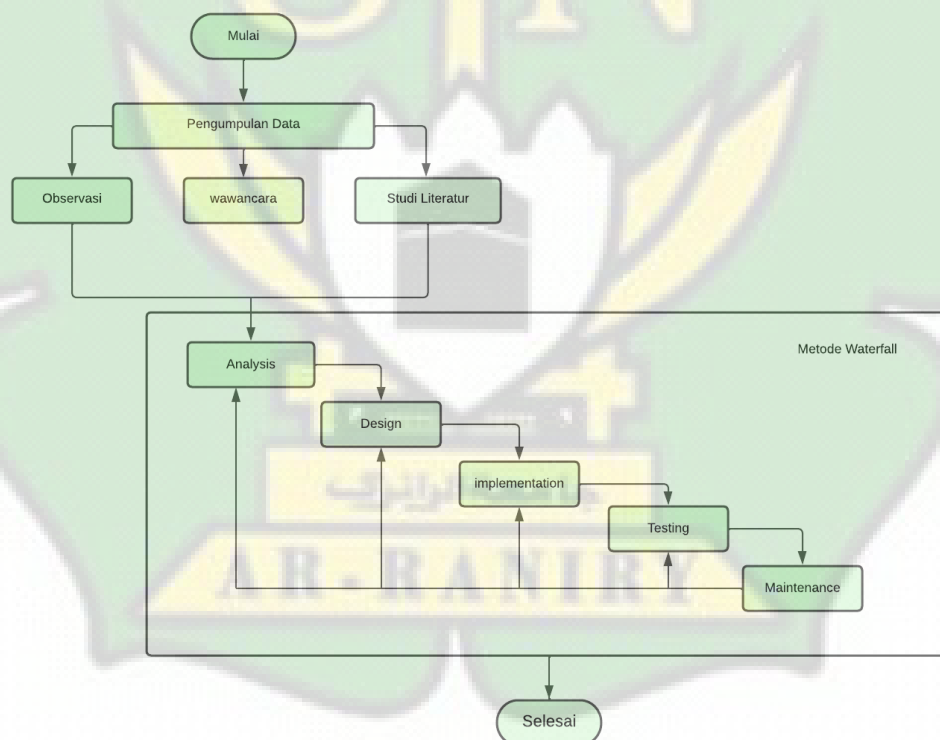 Mulai
Pengumpulan Data
Observasi
wawancara
Studi Literatur
Metode Waterfall
Analysis
Design
implementation
Testing
AR-RANIRY
Maintenance
Selesai